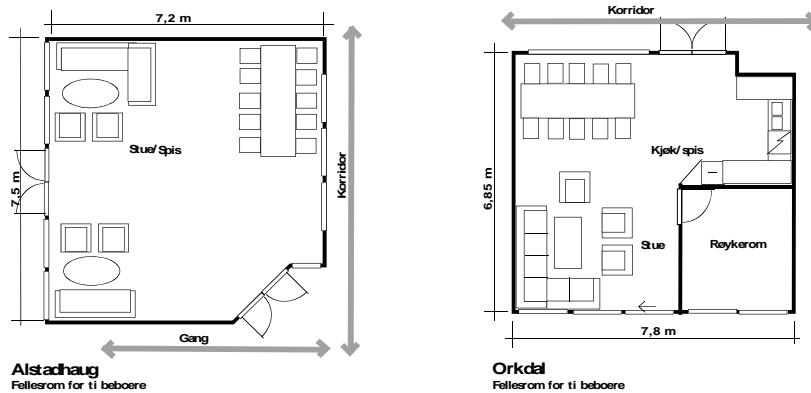 7,2 m
Stue/Spis
7,5 m
Korridor
Gang
Alstadhaug
Fellesrom for ti beboere
Korridor
Kjøk/spis
6,85 m
Stue
Røykerom
7,8 m
Orkdal
Fellesrom for ti beboere